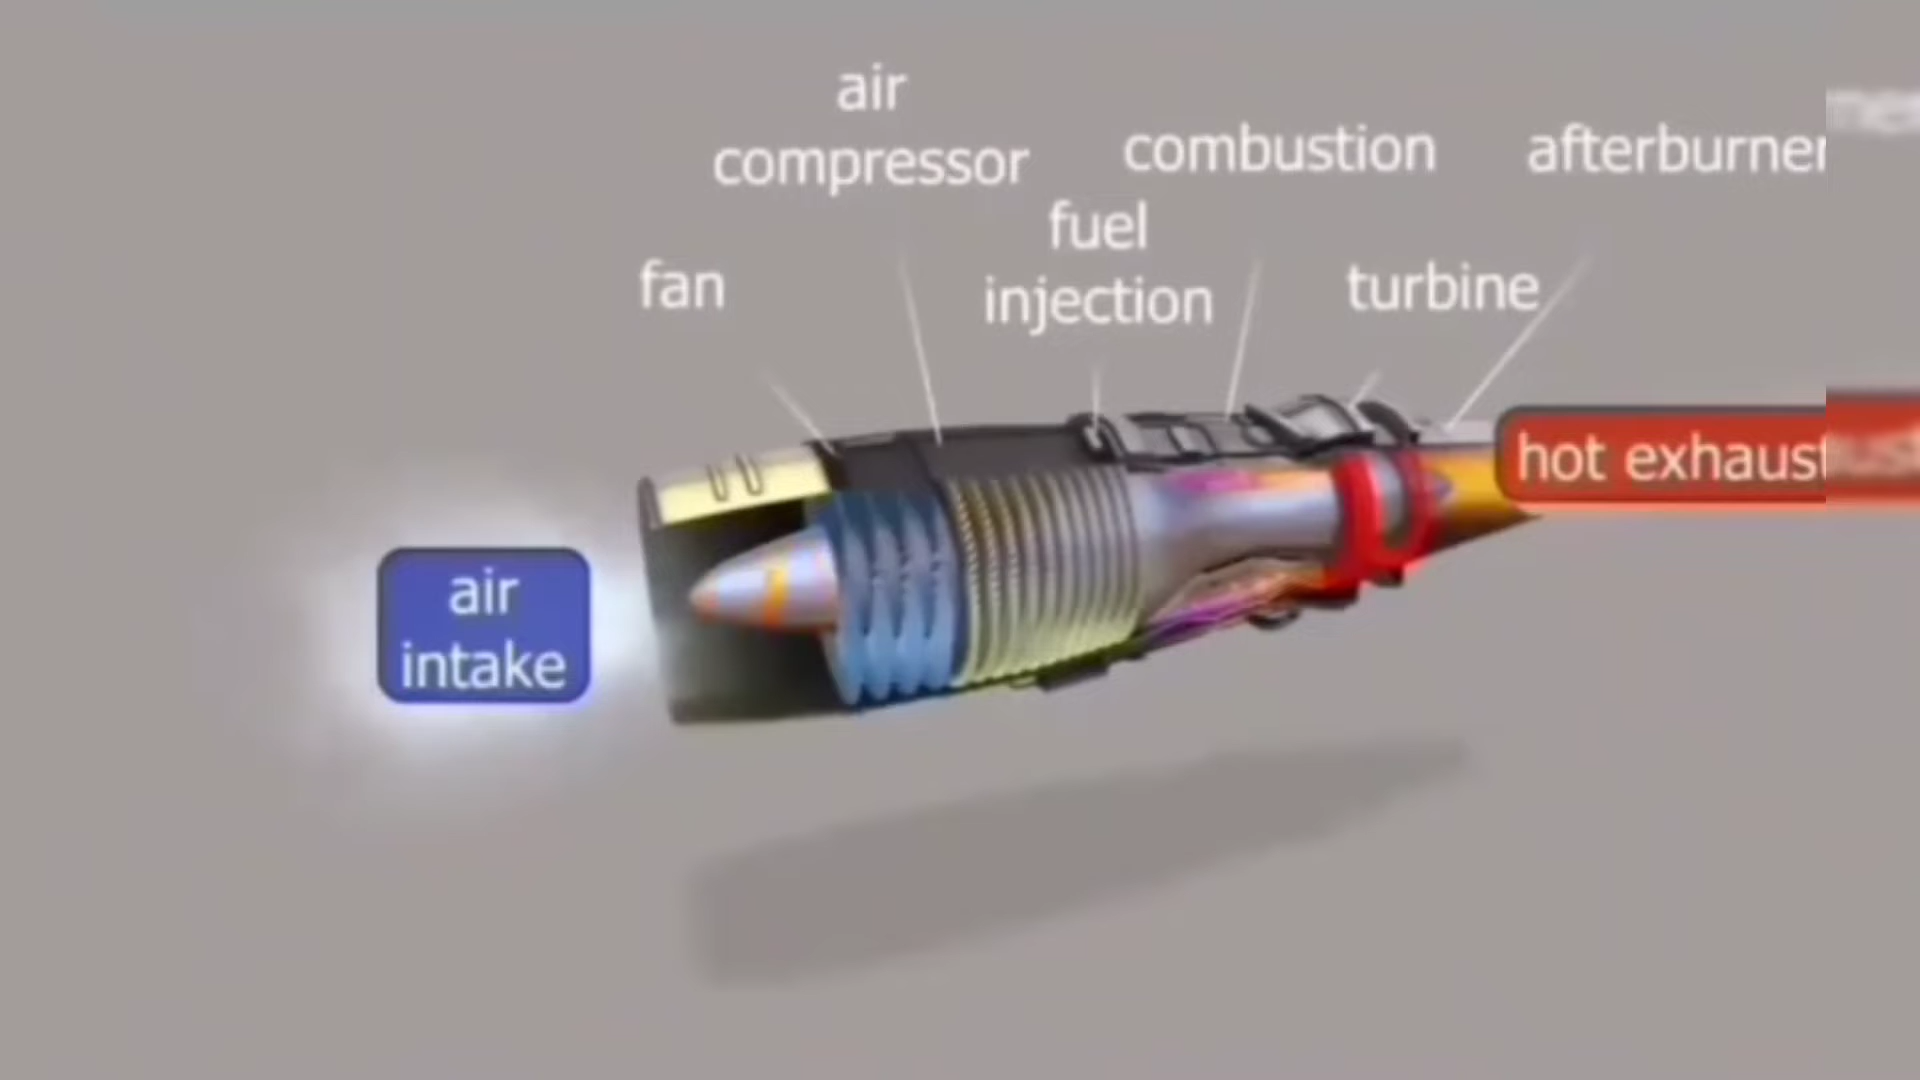 air
compressor
combustion
afterburner
fuel
injection
fan
turbine
hot exhaust
air
intake